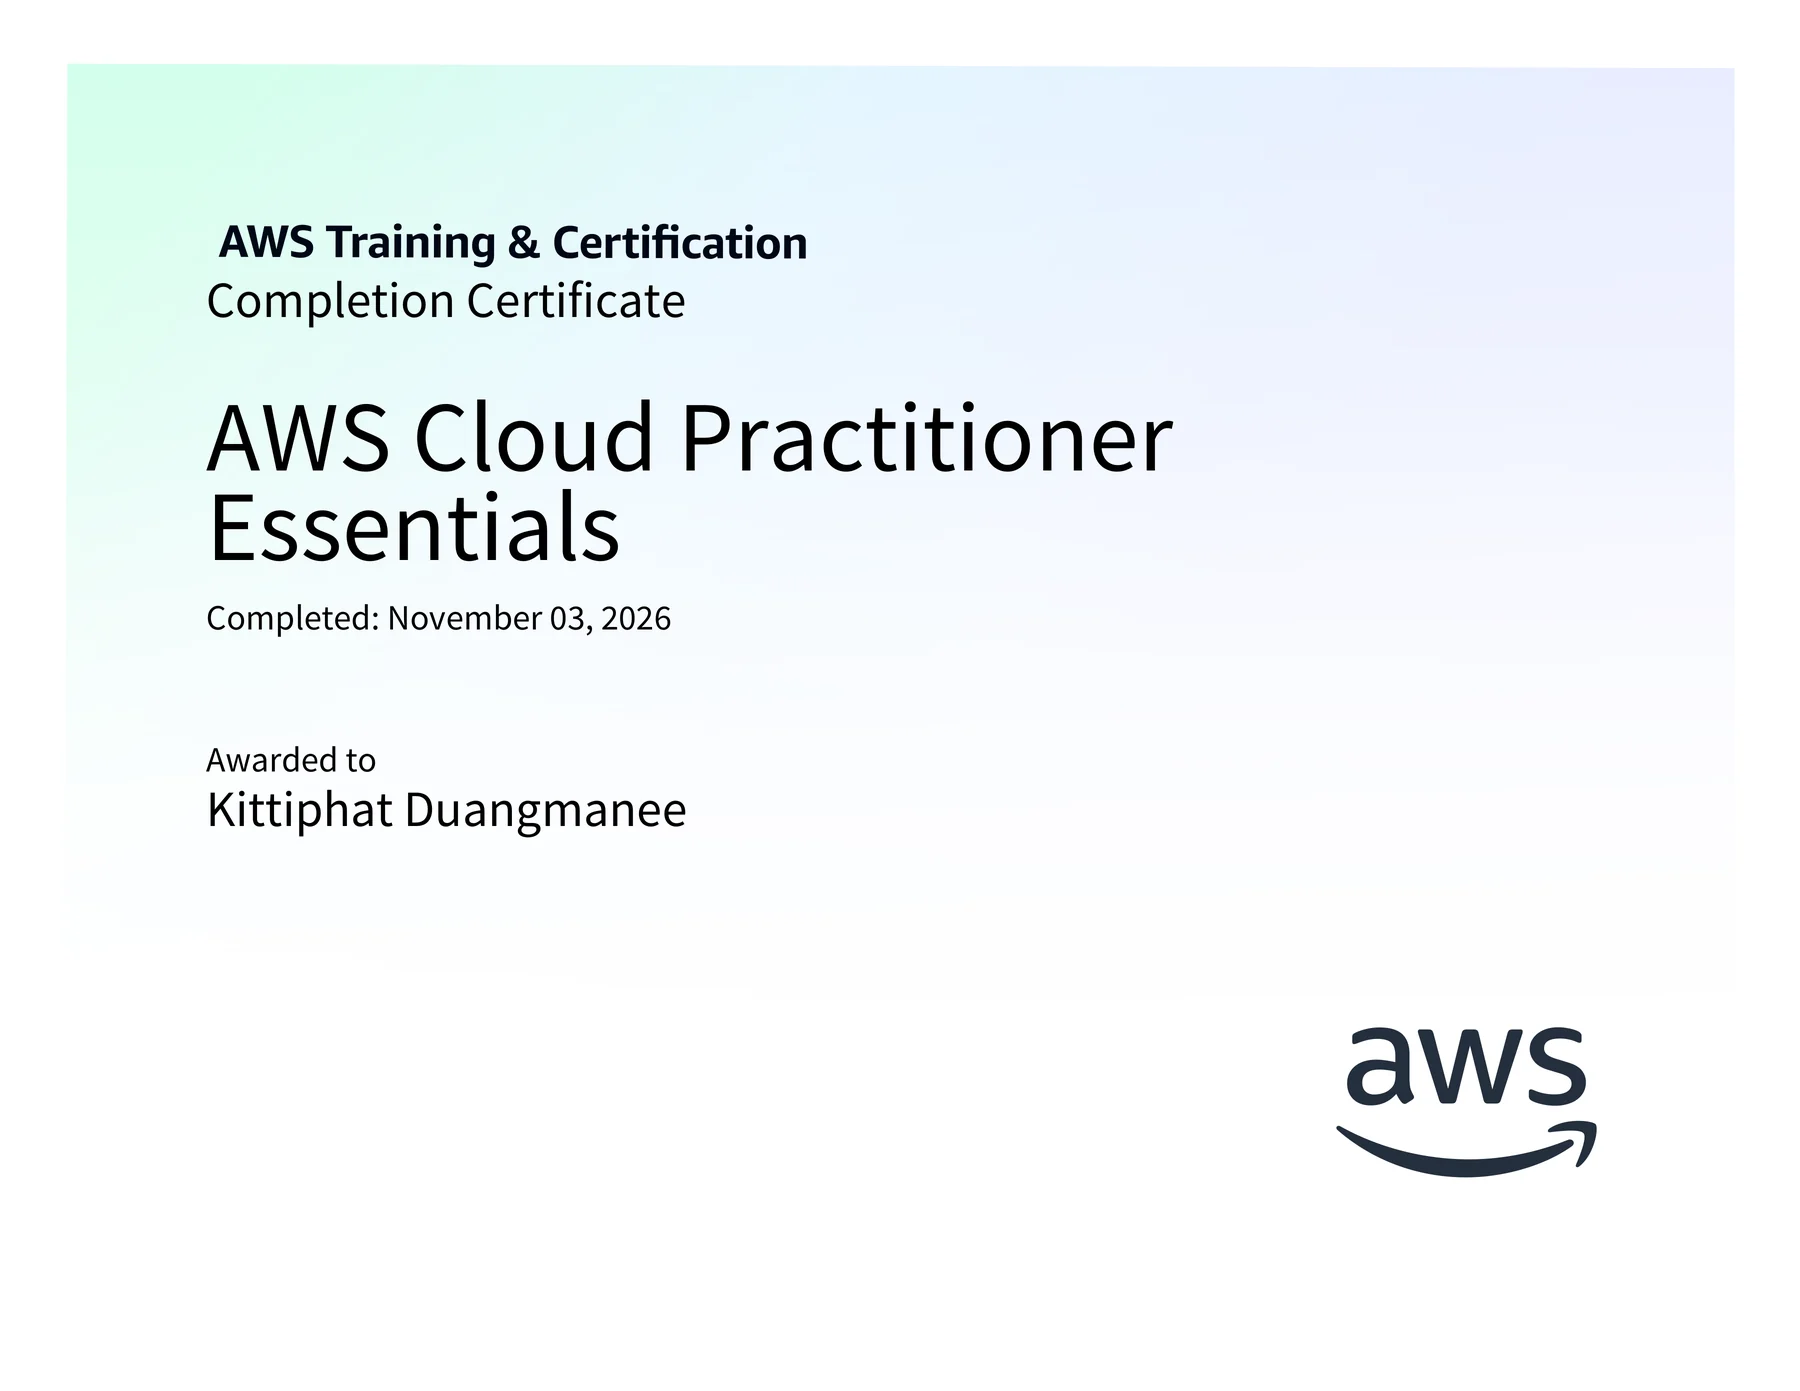 AWS Training & Certification
Completion Certificate
AWS Cloud Practitioner
Essentials
Completed: November 03, 2026
Awarded to
Kittiphat Duangmanee
aws